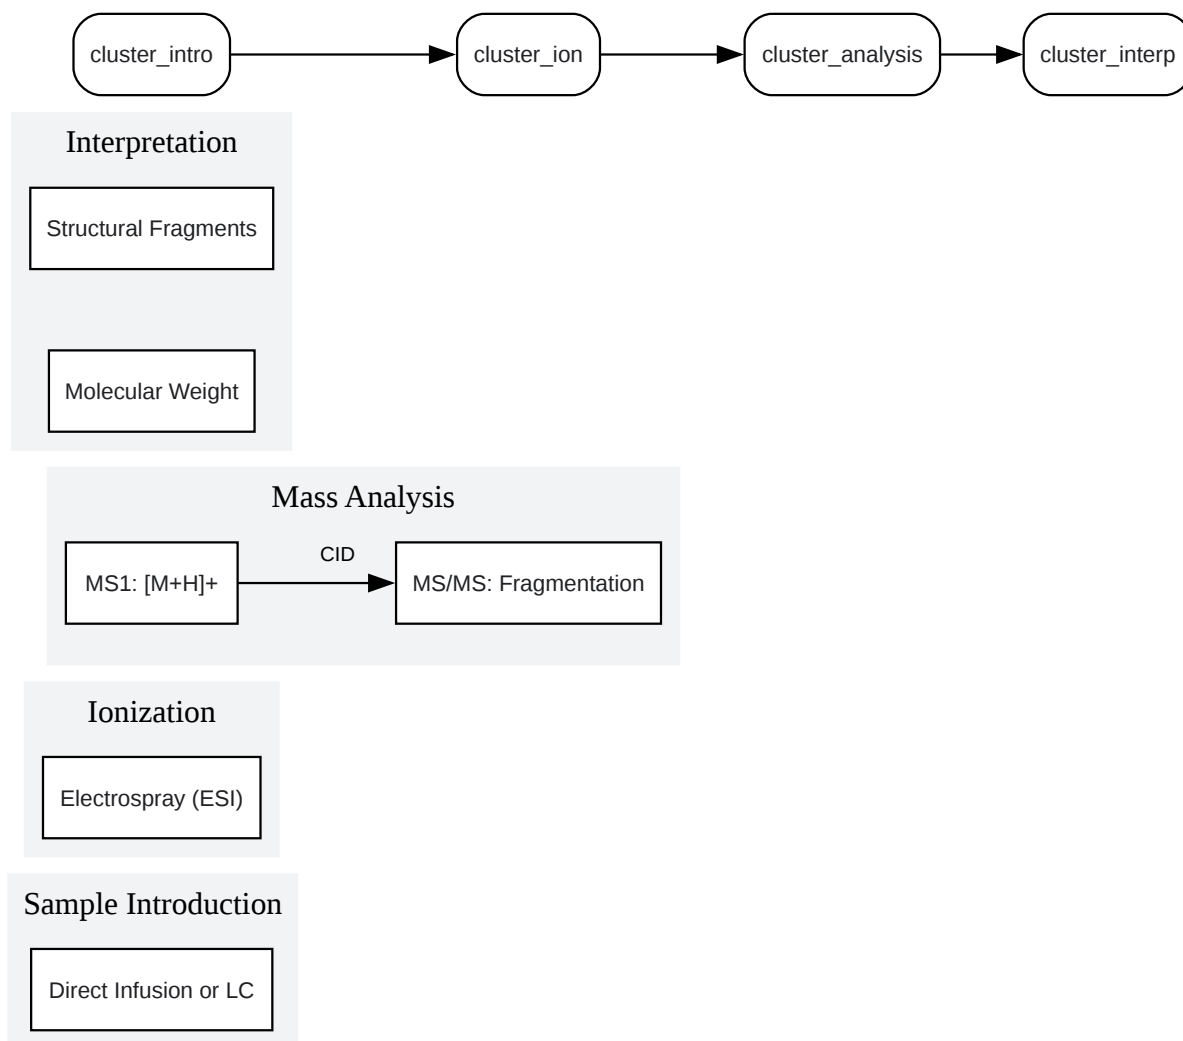 cluster_intro
cluster_ion
cluster_analysis
cluster_interp
Interpretation
Structural Fragments
Molecular Weight
Mass Analysis
MS1: [M+H]+
CID
MS/MS: Fragmentation
Ionization
Electrospray (ESI)
Sample Introduction
Direct Infusion or LC